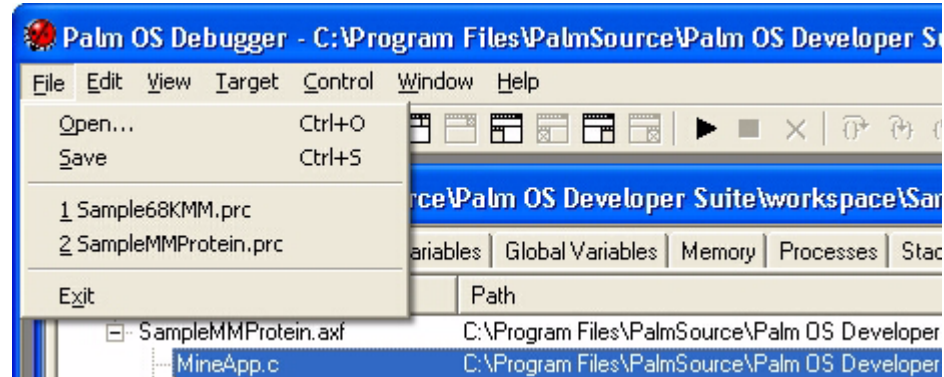 Palm OS Debugger - C:\Program Files\PalmSource\Palm OS Developer
File Edit View Target Control Window Help
Open... Ctrl+O
Save Ctrl+S
1 Sample68KMM.prc
2 SampleMMProtein.prc
Exit
rce\Palm OS Developer Suite\workspace\Sa
ariables Global Variables Memory Processes Stac
Path
SampleMMProtein.axf C:\Program Files\PalmSource\Palm OS Developer
MineApp.c C:\Program Files\PalmSource\Palm OS Developer